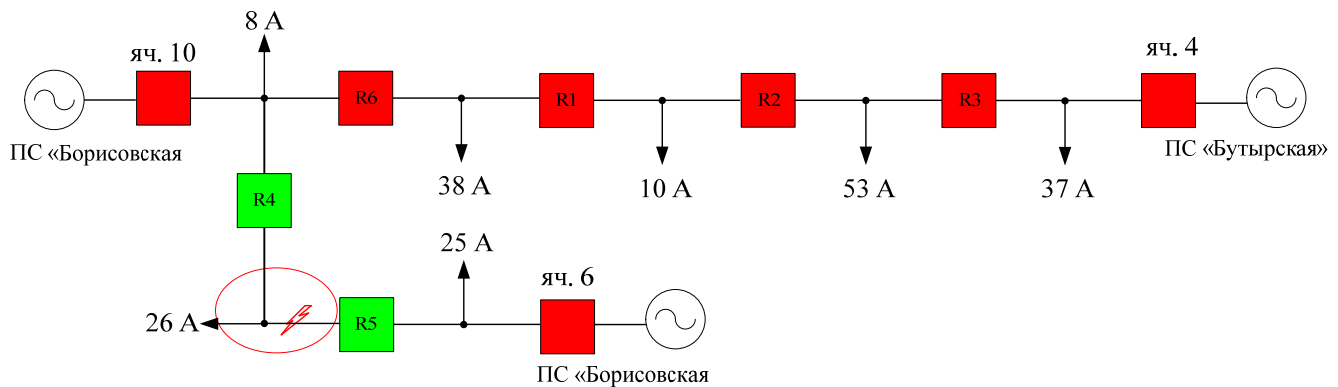 8 А
яч. 10
яч. 4
R6
R1
R2
R3
ПС «Борисовская
ПС «Бутырская»
38 А
10 А
53 А
37 А
R4
25 А
яч. 6
26 А
R5
ПС «Борисовская